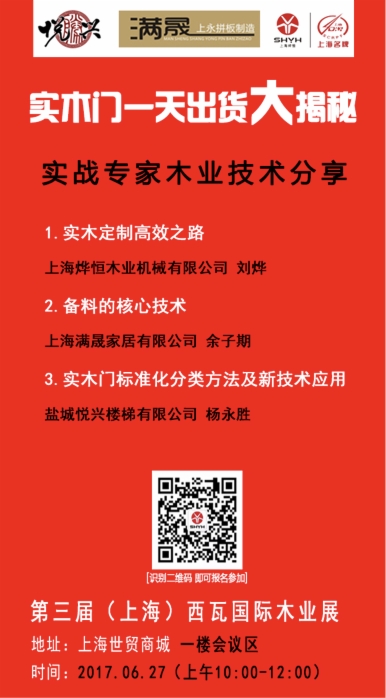 悦腾兴
满晟
上永拼板制造
SHYH
上海烨恒
上海名牌
实木门一天出货大揭秘
实战专家木业技术分享
1.实木定制高效之路
上海烨恒木业机械有限公司 刘烨
2.备料的核心技术
上海满晟家居有限公司 余子期
3.实木门标准化分类方法及新技术应用
盐城悦兴楼梯有限公司 杨永胜
SHYH
[识别二维码 即可报名参加]
第三届（上海）西瓦国际木业展
地址：上海世贸商城 一楼会议区
时间：2017.06.27（上午10:00-12:00）